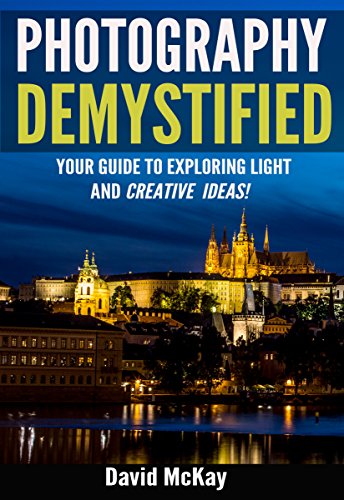 PHOTOGRAPHY
DEMYSTIFIED
YOUR GUIDE TO EXPLORING LIGHT
AND CREATIVE IDEAS!
David McKay